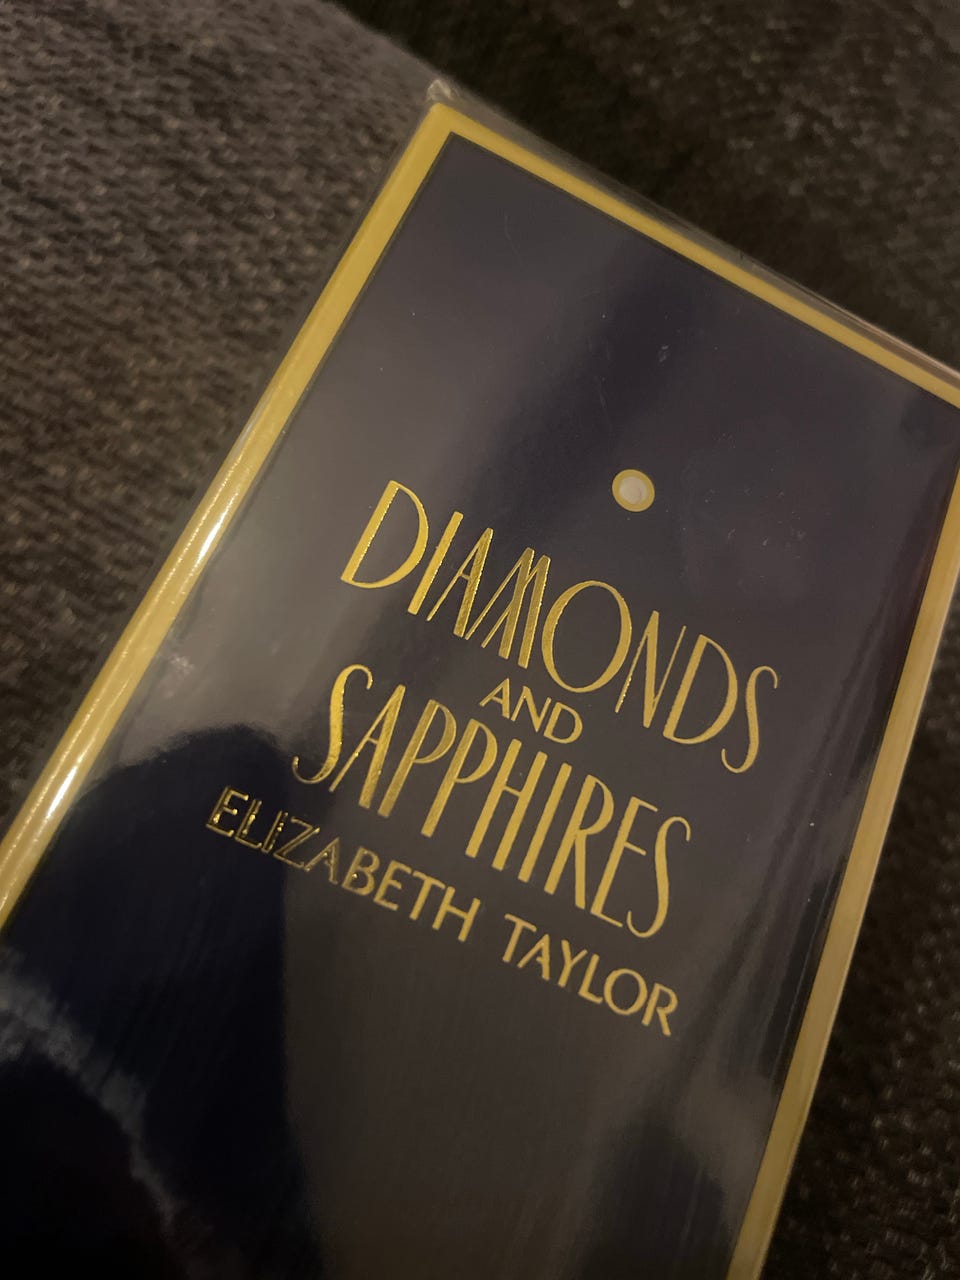 DIAMONDS
AND
SAPPHIRES
ELIZABETH TAYLOR